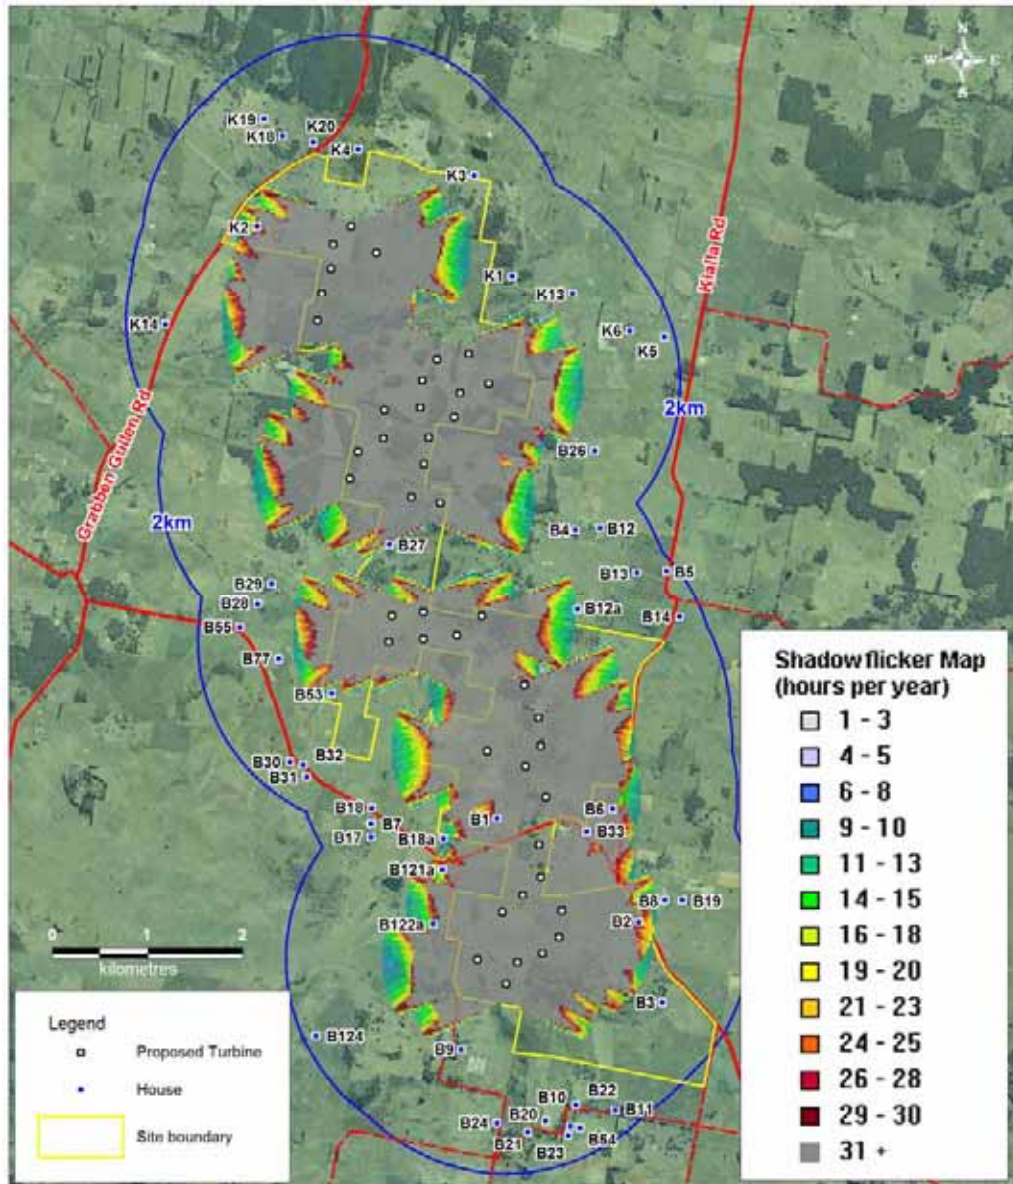 N
W E
S
K19
K20
K18
K4
K3
K2
K1
K13
K14
K6
K5
Kialla Rd
2km
Grabben Gullen Rd
B26
2km
B4
B12
B27
B13
B5
B29
B28
B12a
B14
B55
B77
B53
B32
B30
B31
B18
B7
B17
B18a
B1
B6
B33
B121a
B8
B19
B122a
B2
B3
B124
B9
B22
B10
B11
B20
B24
B21
B23
B54
0 2
kilometres
Legend
Proposed Turbine
House
Site boundary
Shadowflicker Map
(hours per year)
1 - 3
4 - 5
6 - 8
9 - 10
11 - 13
14 - 15
16 - 18
19 - 20
21 - 23
24 - 25
26 - 28
29 - 30
31 +